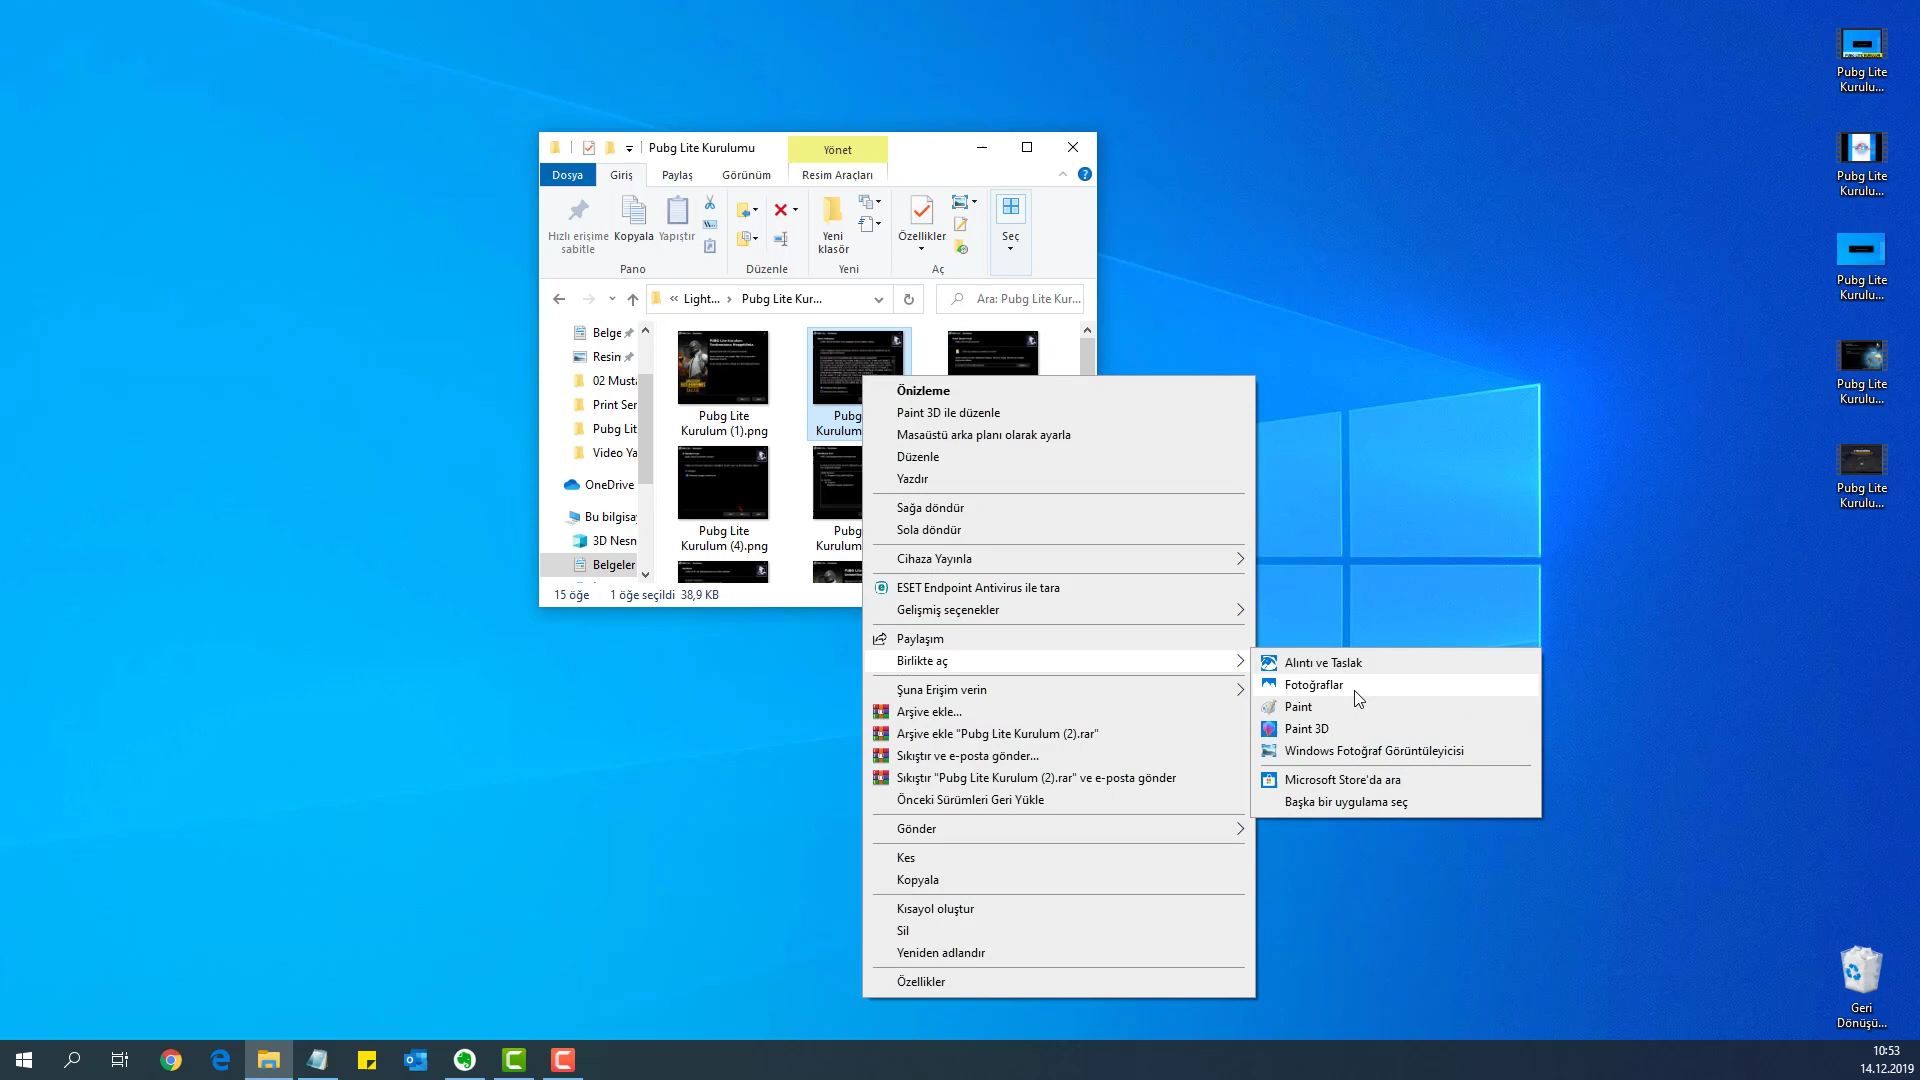 Pubg Lite Kurulumu
Yönet
Dosya
Giriş
Paylaş
Görünüm
Resim Araçları
Hızlı erişime
sabitle
Kopyala
Yapıştır
Yeni
klasör
Özellikler
Seç
Pano
Düzenle
Yeni
Aç
« Light... › Pubg Lite Kur...
Ara: Pubg Lite Kur...
Belge
Resin
02 Musta
Print Ser
Pubg Lit
Video Ya
OneDrive
Bu bilgisa
3D Nesn
Belgeler
Pubg Lite
Kurulum (1).png
Pubg
Kurulum
Pubg Lite
Kurulum (4).png
Pubg
Kurulum
15 öğe
1 öğe seçildi 38,9 KB
Önizleme
Paint 3D ile düzenle
Masaüstü arka planı olarak ayarla
Düzenle
Yazdır
Sağa döndür
Sola döndür
Cihaza Yayınla
ESET Endpoint Antivirus ile tara
Gelişmiş seçenekler
Paylaşım
Birlikte aç
Şuna Erişim verin
Arşive ekle...
Arşive ekle "Pubg Lite Kurulum (2).rar"
Sıkıştır ve e-posta gönder...
Sıkıştır "Pubg Lite Kurulum (2).rar" ve e-posta gönder
Önceki Sürümleri Geri Yükle
Gönder
Kes
Kopyala
Kısayol oluştur
Sil
Yeniden adlandır
Özellikler
Alıntı ve Taslak
Fotoğraflar
Paint
Paint 3D
Windows Fotoğraf Görüntüleyicisi
Microsoft Store'da ara
Başka bir uygulama seç
Pubg Lite
Kurulu...
Pubg Lite
Kurulu...
Pubg Lite
Kurulu...
Pubg Lite
Kurulu...
Pubg Lite
Kurulu...
Geri
Dönüşü...
10:53
14.12.2019